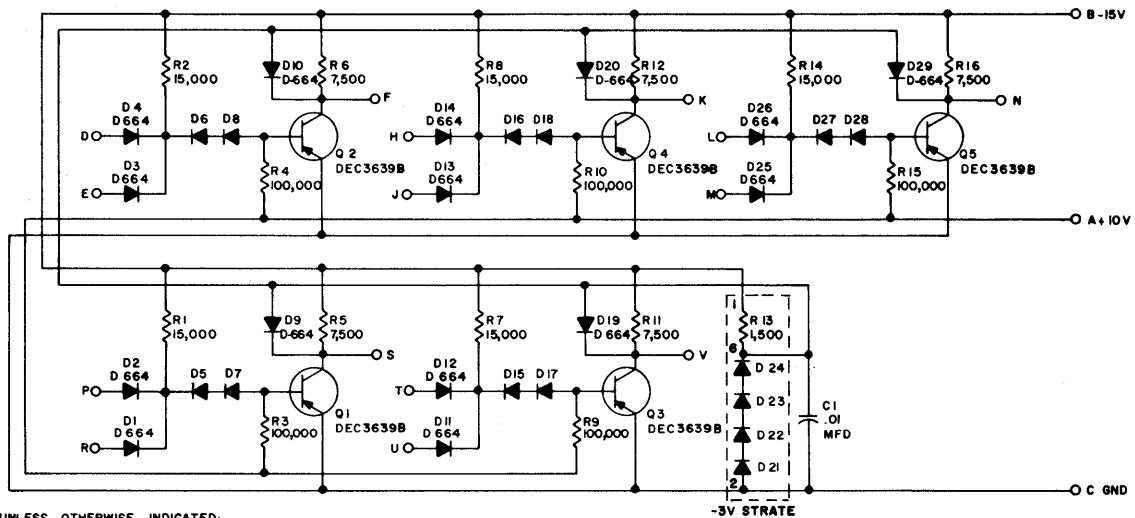 B-15V
R2
15,000
D10
D-664
R6
7,500
F
R8
15,000
D20
D-664
R12
7,500
K
R14
15,000
D29
D-664
R16
7,500
N
D4
D664
D
D6
D8
D3
D664
E
R4
100,000
Q2
DEC3639B
D14
D664
H
D16
D18
D13
D664
J
R10
100,000
Q4
DEC3639B
D26
D664
L
D27
D28
D25
D664
M
R15
100,000
Q5
DEC3639B
A+10V
R1
15,000
D9
D-664
R5
7,500
S
R7
15,000
D19
D664
R11
7,500
V
1
R13
1,500
6
D24
D23
D22
D21
2
C1
.01
MFD
D2
D664
P
D5
D7
D1
D664
R
R3
100,000
Q1
DEC3639B
D12
D664
T
D15
D17
D11
D664
U
R9
100,000
Q3
DEC3639B
C GND
-3V STRATE